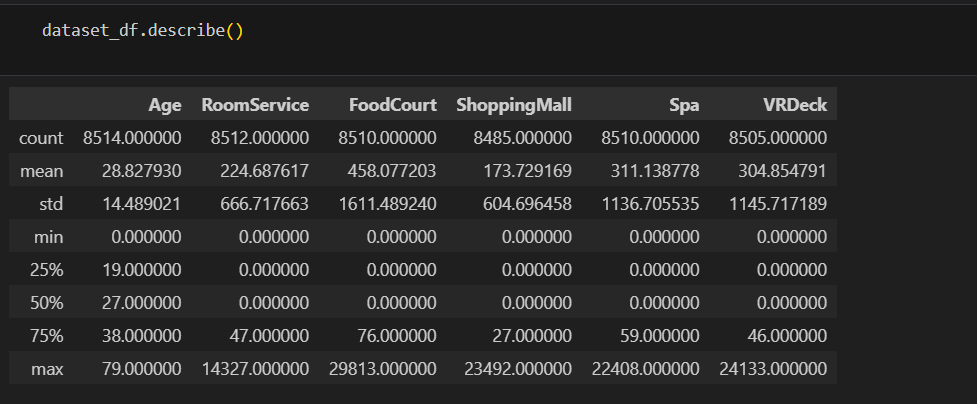 dataset_df.describe()
Age RoomService FoodCourt ShoppingMall Spa VRDeck
count 8514.000000 8512.000000 8510.000000 8485.000000 8510.000000 8505.000000
mean 28.827930 224.687617 458.077203 173.729169 311.138778 304.854791
std 14.489021 666.717663 1611.489240 604.696458 1136.705535 1145.717189
min 0.000000 0.000000 0.000000 0.000000 0.000000 0.000000
25% 19.000000 0.000000 0.000000 0.000000 0.000000 0.000000
50% 27.000000 0.000000 0.000000 0.000000 0.000000 0.000000
75% 38.000000 47.000000 76.000000 27.000000 59.000000 46.000000
max 79.000000 14327.000000 29813.000000 23492.000000 22408.000000 24133.000000